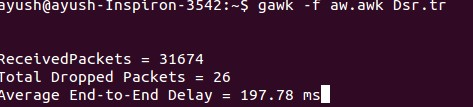 ayush@ayush-Inspiron-3542:~$ gawk -f aw.awk Dsr.tr
ReceivedPackets = 31674
Total Dropped Packets = 26
Average End-to-End Delay = 197.78 ms